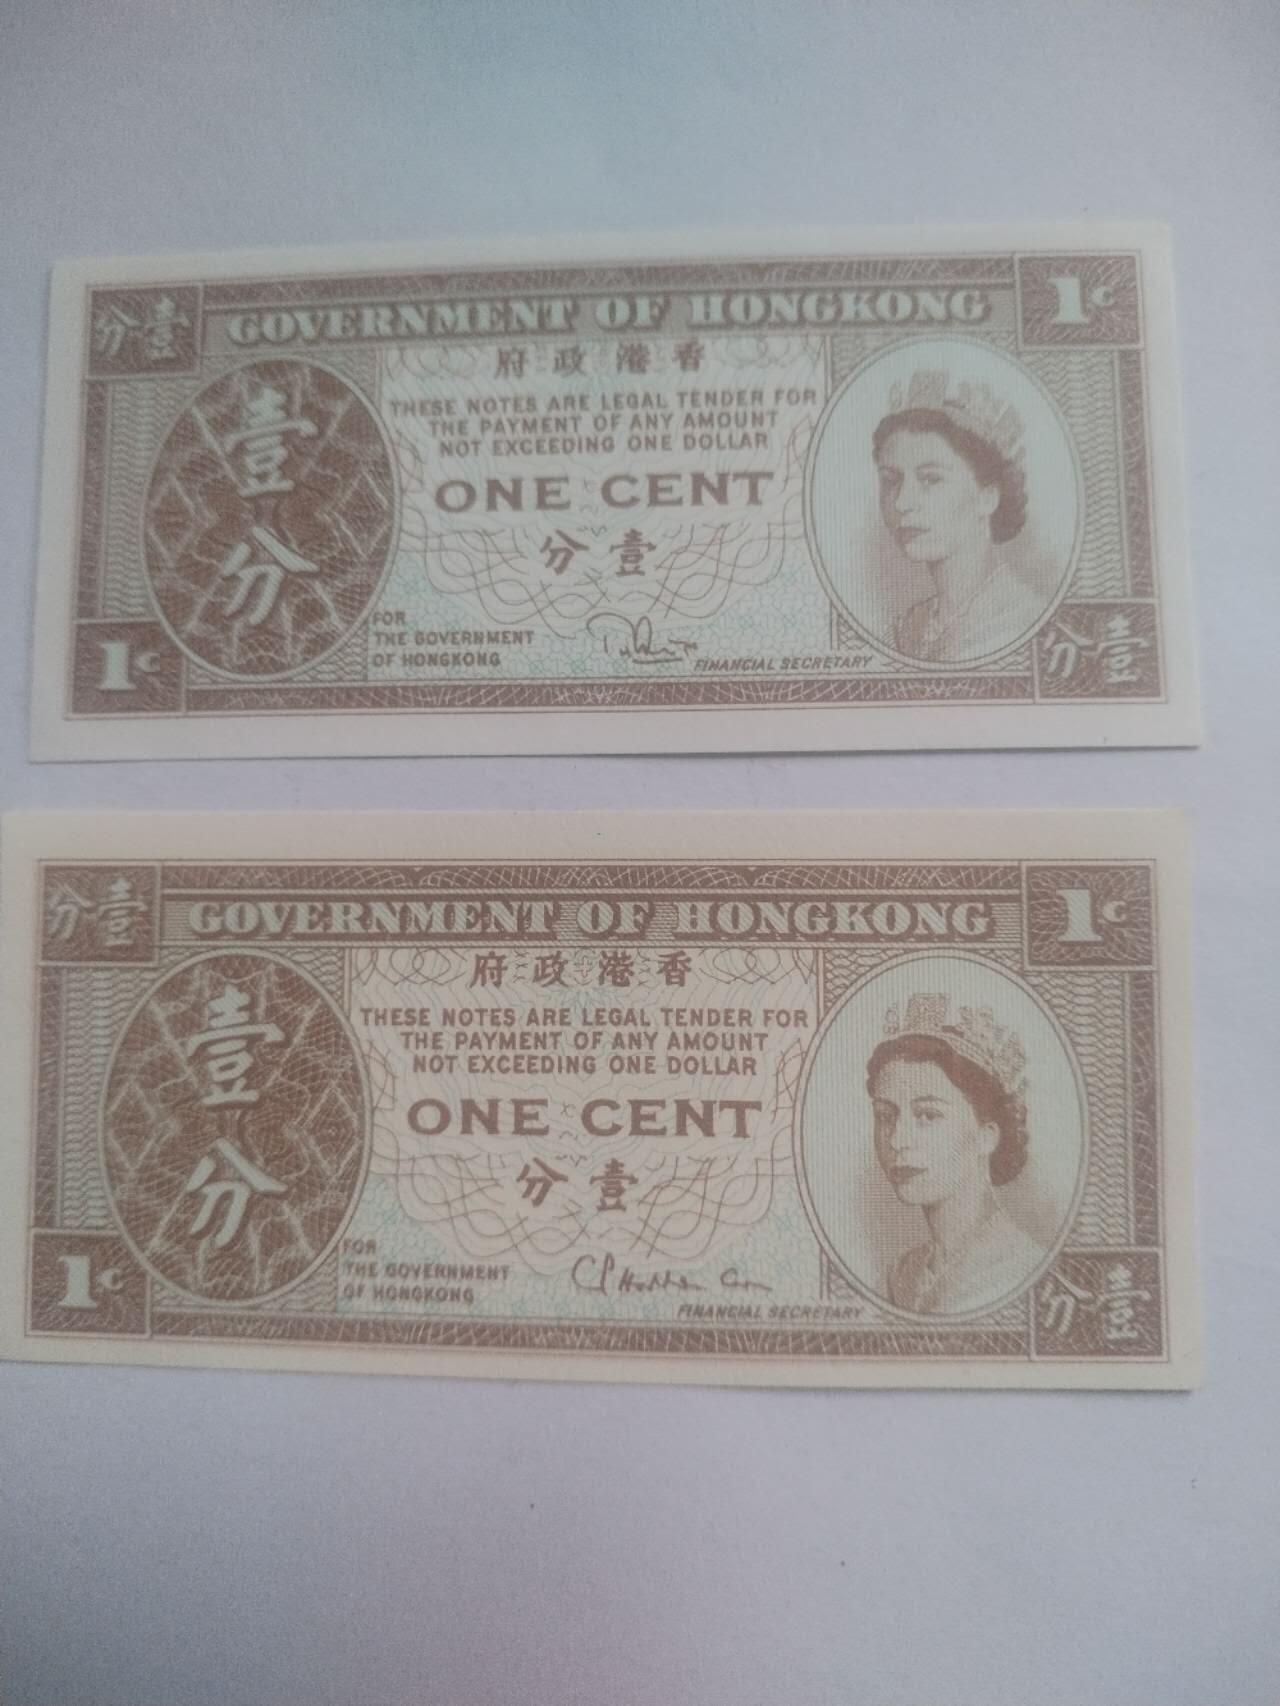 分壹
GOVERNMENT OF HONGKONG
1c
府政港香
THESE NOTES ARE LEGAL TENDER FOR
THE PAYMENT OF ANY AMOUNT
NOT EXCEEDING ONE DOLLAR
壹
分
ONE CENT
分壹
FOR
THE GOVERNMENT
OF HONGKONG
FINANCIAL SECRETARY
1c
分壹
分壹
GOVERNMENT OF HONGKONG
1c
府政港香
THESE NOTES ARE LEGAL TENDER FOR
THE PAYMENT OF ANY AMOUNT
NOT EXCEEDING ONE DOLLAR
壹
分
ONE CENT
分壹
FOR
THE GOVERNMENT
OF HONGKONG
FINANCIAL SECRETARY
1c
分壹